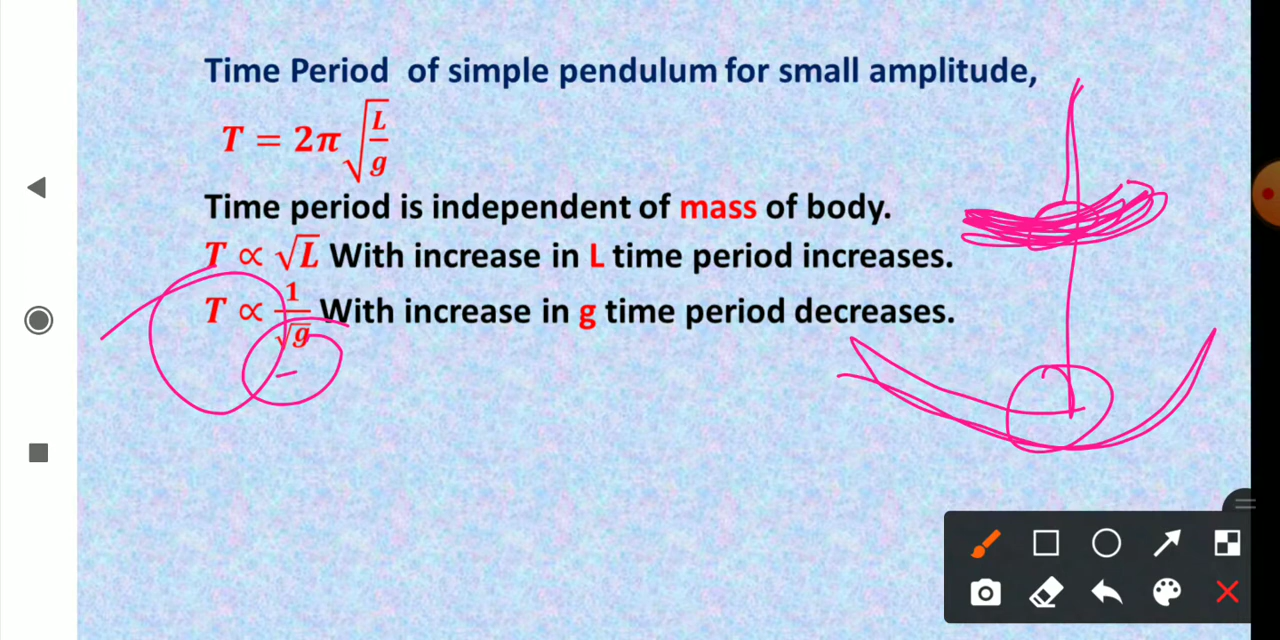 Time Period of simple pendulum for small amplitude,
T = 2π √(L/g)
Time period is independent of mass of body.
T ∝ √L With increase in L time period increases.
T ∝ 1/√g With increase in g time period decreases.